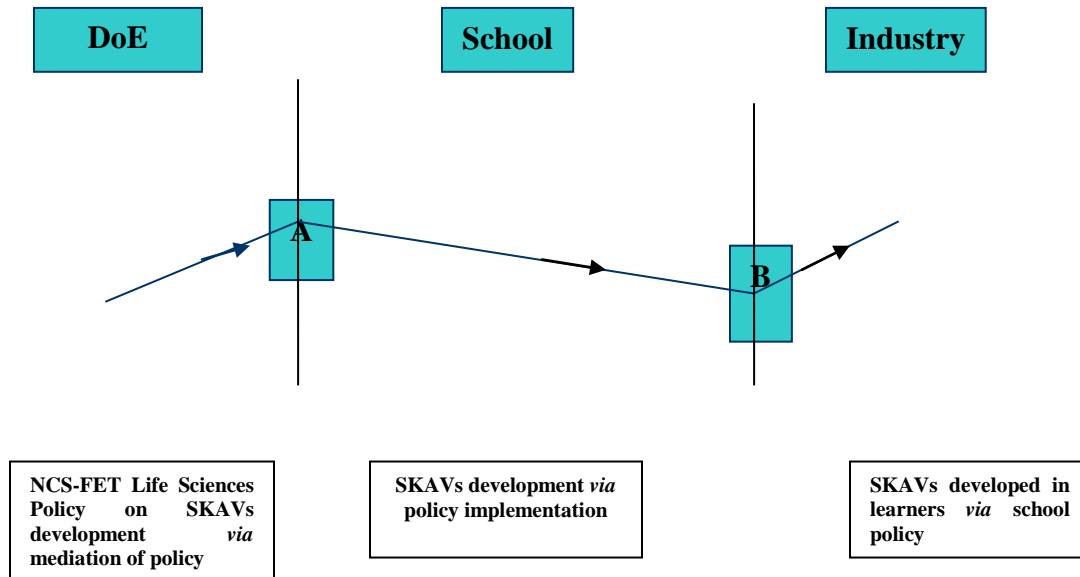 DoE
School
Industry
A
B
NCS-FET Life Sciences
Policy on SKAVs
development via
mediation of policy
SKAVs development via
policy implementation
SKAVs developed in
learners via school
policy